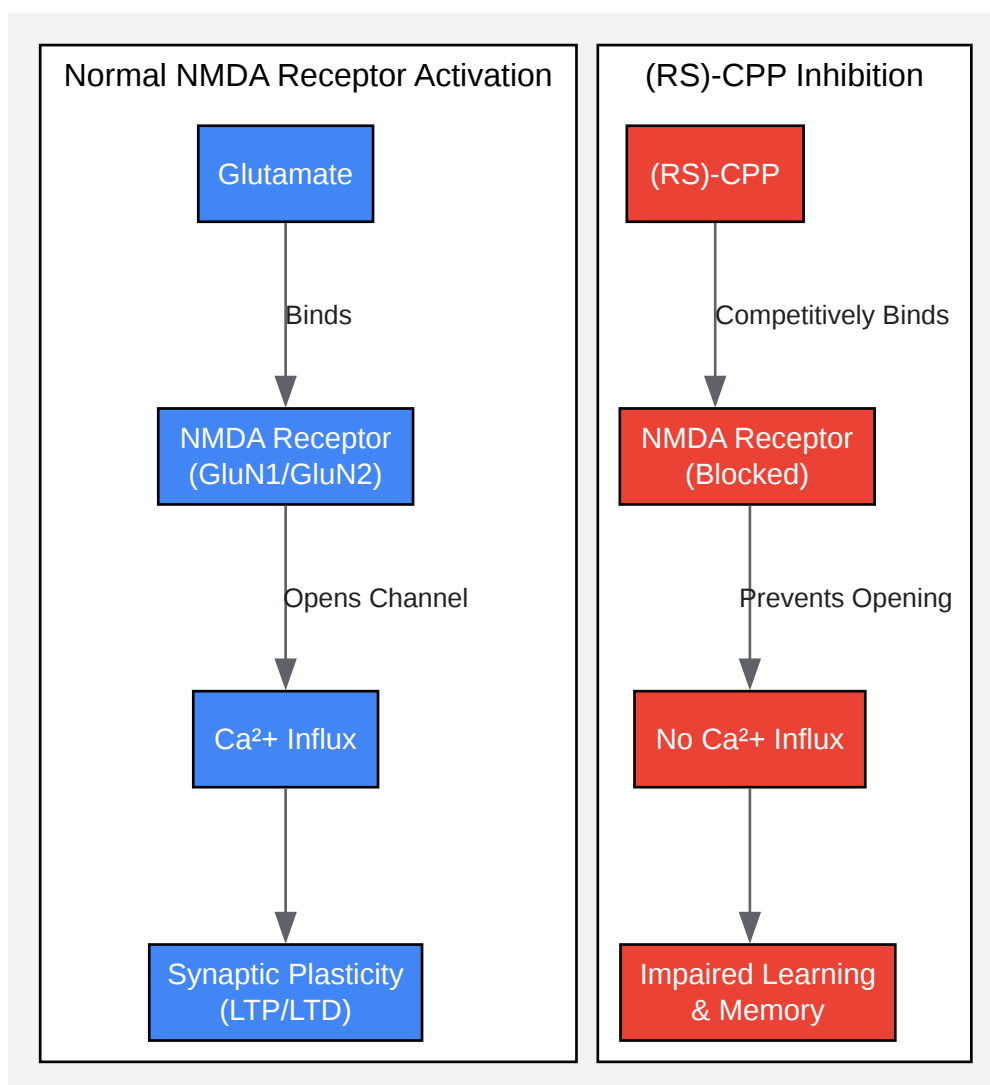 Normal NMDA Receptor Activation
Glutamate
Binds
NMDA Receptor
(GluN1/GluN2)
Opens Channel
Ca²+ Influx
Synaptic Plasticity
(LTP/LTD)
(RS)-CPP Inhibition
(RS)-CPP
Competitively Binds
NMDA Receptor
(Blocked)
Prevents Opening
No Ca²+ Influx
Impaired Learning
& Memory